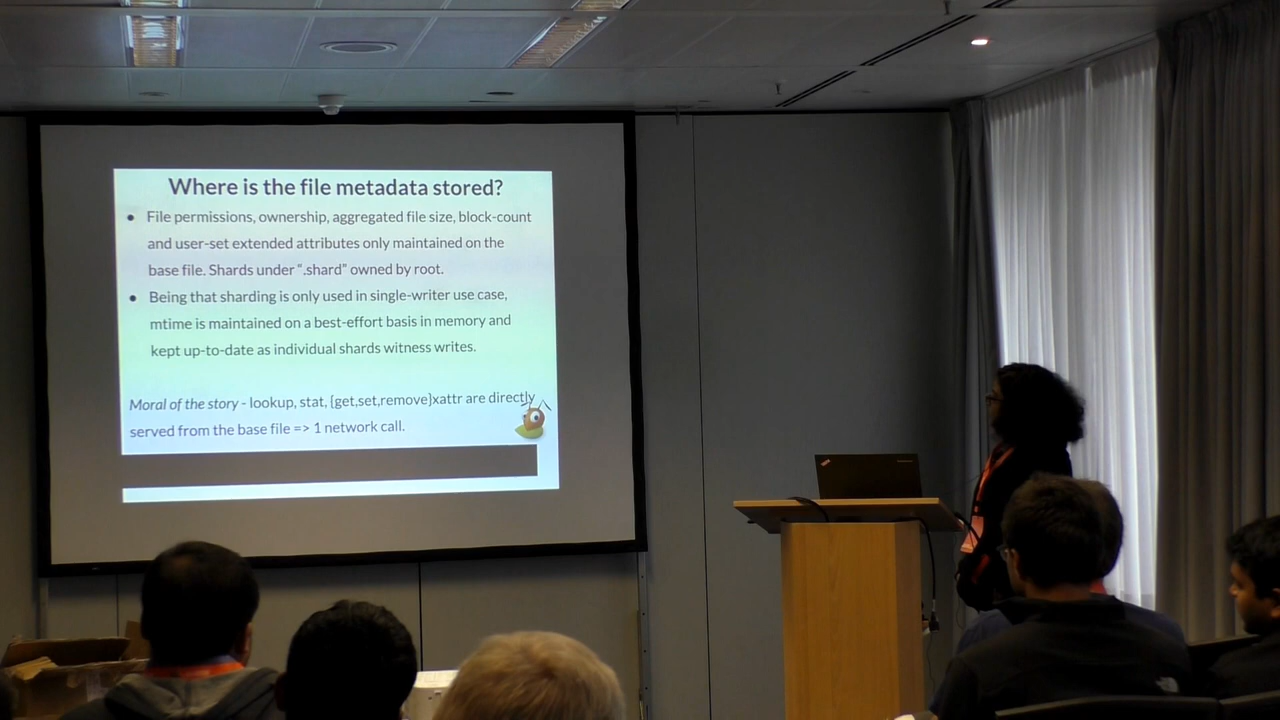 Where is the file metadata stored?
• File permissions, ownership, aggregated file size, block-count
and user-set extended attributes only maintained on the
base file. Shards under “.shard” owned by root.
• Being that sharding is only used in single-writer use case,
mtime is maintained on a best-effort basis in memory and
kept up-to-date as individual shards witness writes.
Moral of the story - lookup, stat, {get,set,remove}xattr are directly
served from the base file => 1 network call.